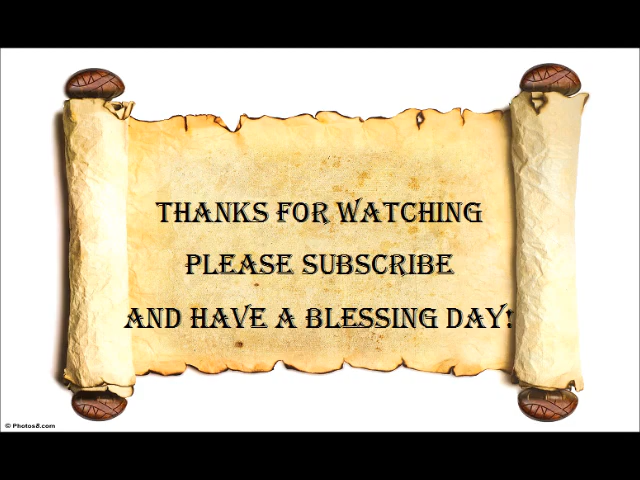 THANKS FOR WATCHING
PLEASE SUBSCRIBE
AND HAVE A BLESSING DAY!
© Photos8.com